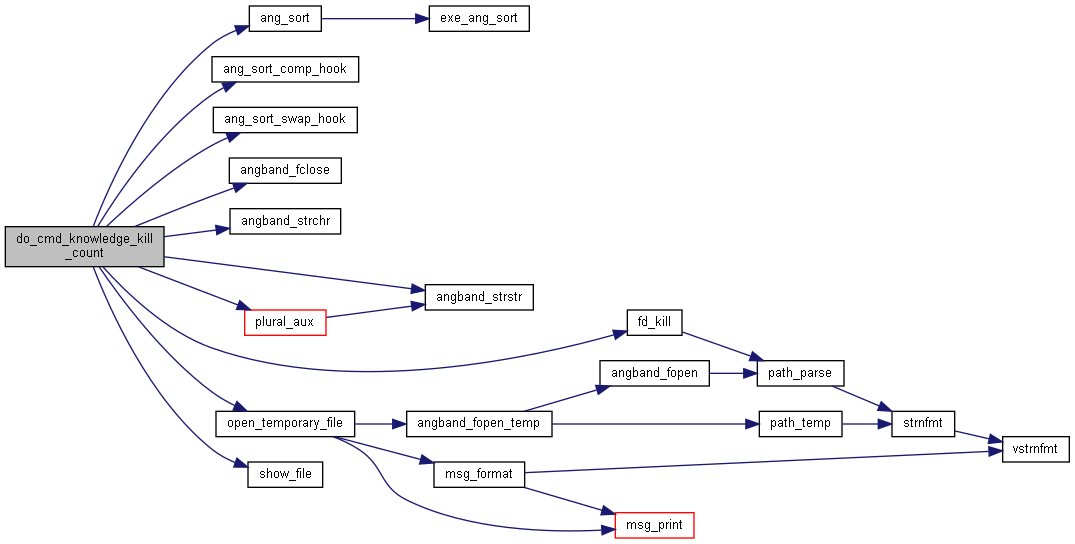 ang_sort
exe_ang_sort
ang_sort_comp_hook
ang_sort_swap_hook
angband_fclose
angband_strchr
do_cmd_knowledge_kill
_count
angband_strstr
plural_aux
fd_kill
angband_fopen
path_parse
open_temporary_file
angband_fopen_temp
path_temp
strnfmt
vstrnfmt
show_file
msg_format
msg_print